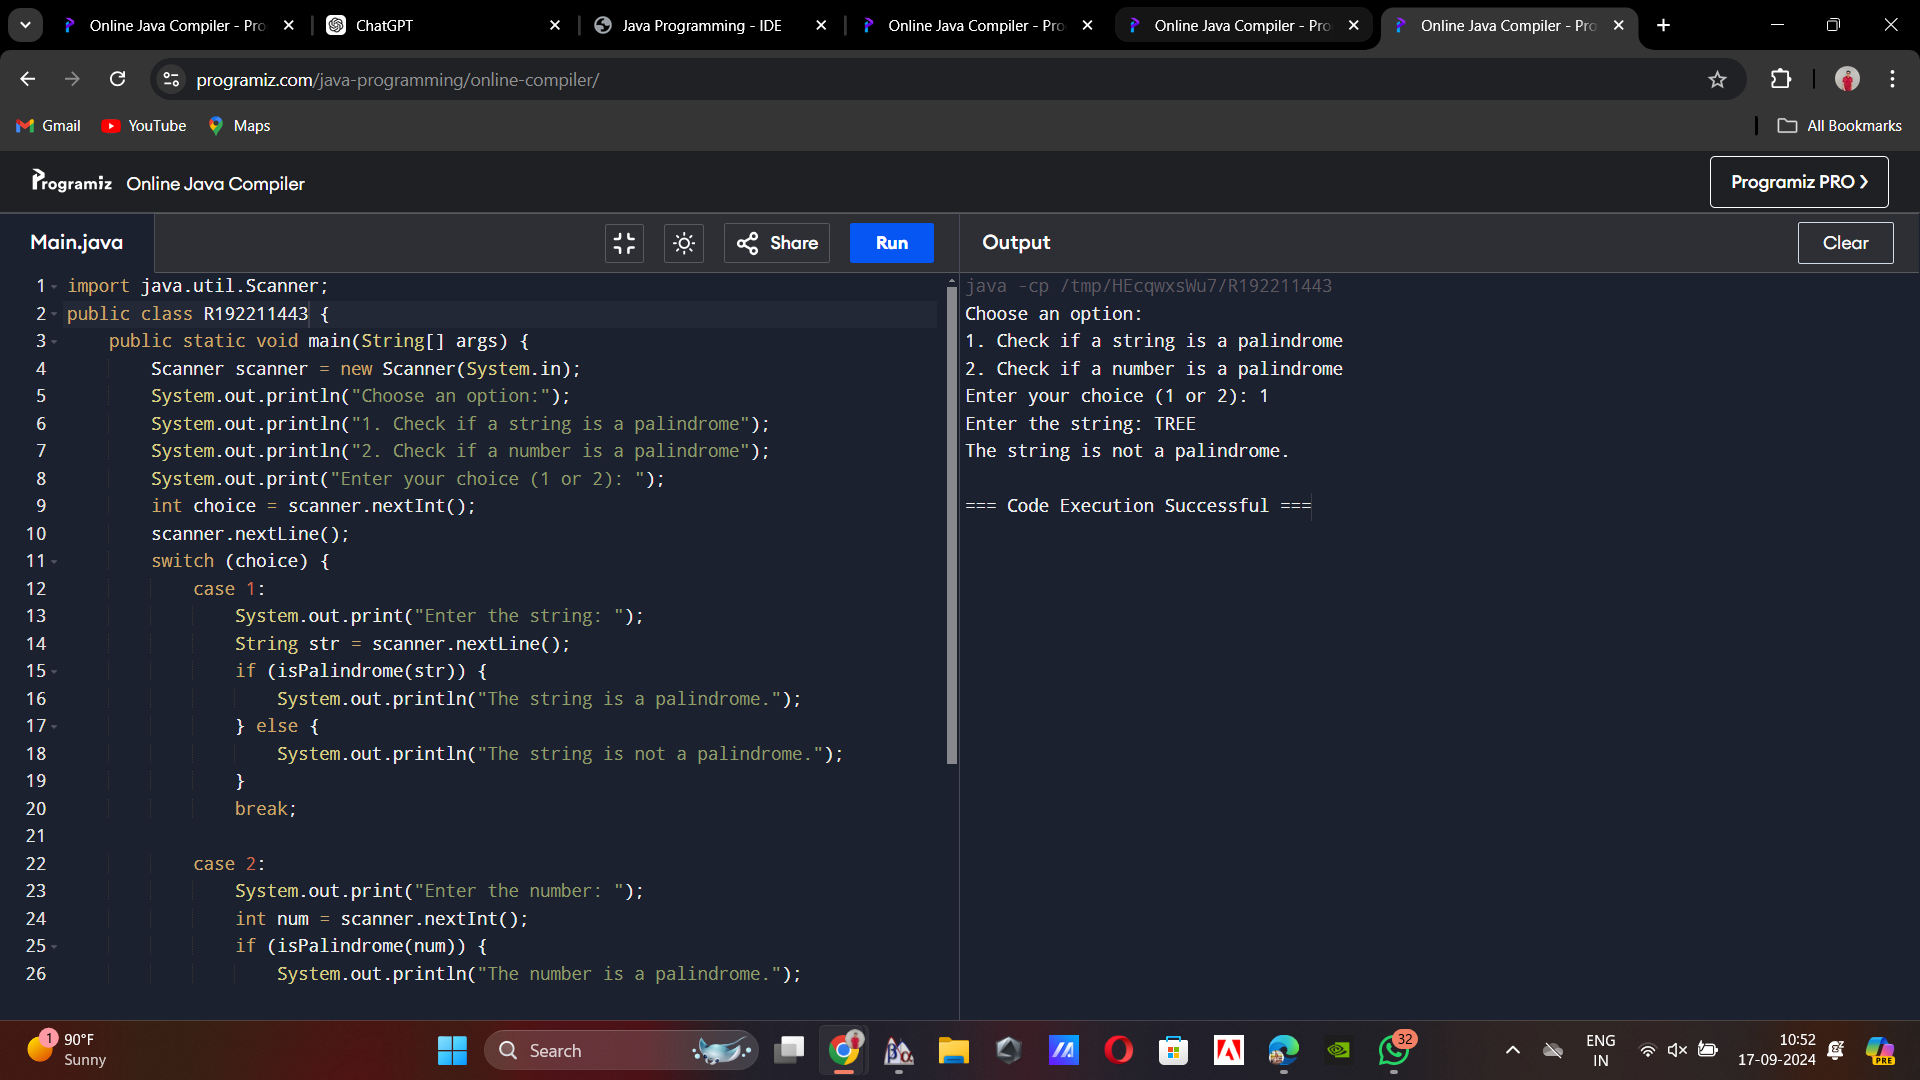 Online Java Compiler - Pro
ChatGPT
Java Programming - IDE
Online Java Compiler - Pro
Online Java Compiler - Pro
Online Java Compiler - Pro
programiz.com/java-programming/online-compiler/
Gmail
YouTube
Maps
All Bookmarks
Programiz
Online Java Compiler
Programiz PRO
Main.java
Share
Run
Output
Clear
1 import java.util.Scanner;
2 public class R192211443 {
3 public static void main(String[] args) {
4 Scanner scanner = new Scanner(System.in);
5 System.out.println("Choose an option:");
6 System.out.println("1. Check if a string is a palindrome");
7 System.out.println("2. Check if a number is a palindrome");
8 System.out.print("Enter your choice (1 or 2): ");
9 int choice = scanner.nextInt();
10 scanner.nextLine();
11 switch (choice) {
12 case 1:
13 System.out.print("Enter the string: ");
14 String str = scanner.nextLine();
15 if (isPalindrome(str)) {
16 System.out.println("The string is a palindrome.");
17 } else {
18 System.out.println("The string is not a palindrome.");
19 }
20 break;
21
22 case 2:
23 System.out.print("Enter the number: ");
24 int num = scanner.nextInt();
25 if (isPalindrome(num)) {
26 System.out.println("The number is a palindrome.");
java -cp /tmp/HEcqwxsWu7/R192211443
Choose an option:
1. Check if a string is a palindrome
2. Check if a number is a palindrome
Enter your choice (1 or 2): 1
Enter the string: TREE
The string is not a palindrome.
=== Code Execution Successful ===
1
90°F
Sunny
Search
32
ENG
IN
10:52
17-09-2024
PRE